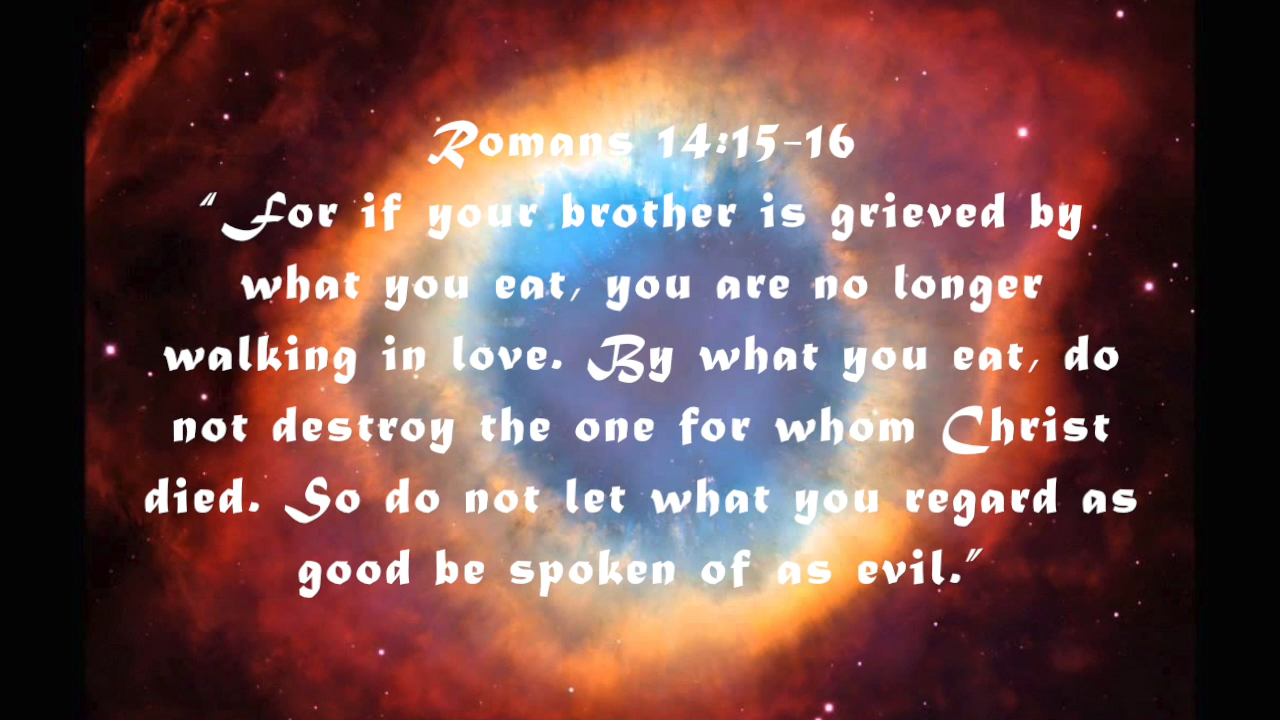 Romans 14:15-16
“For if your brother is grieved by
what you eat, you are no longer
walking in love. By what you eat, do
not destroy the one for whom Christ
died. So do not let what you regard as
good be spoken of as evil.”